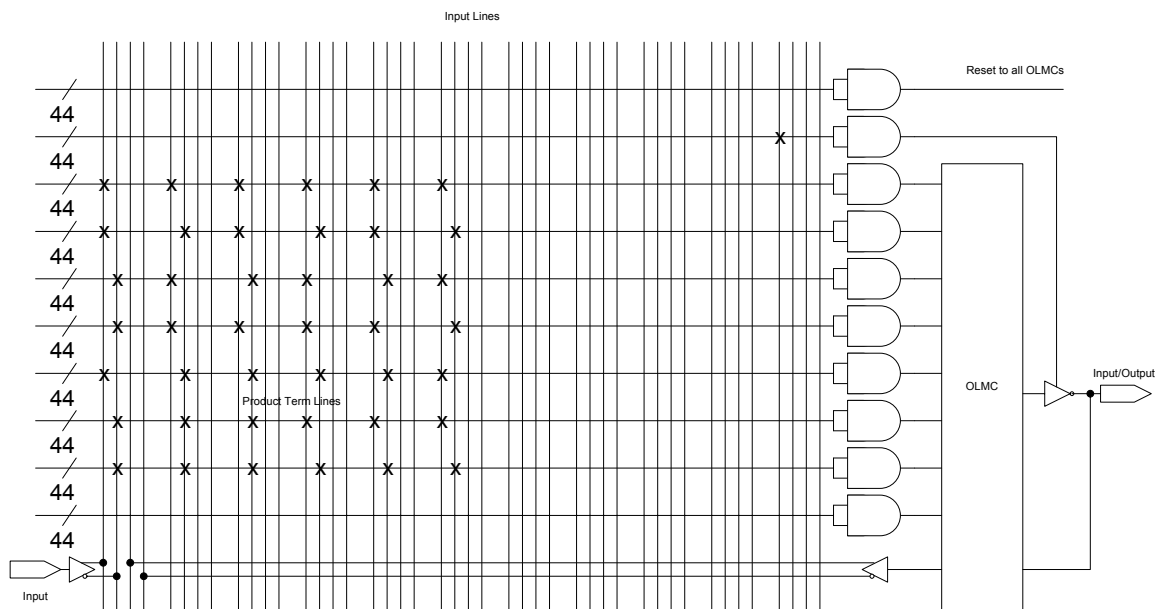 Input Lines
Reset to all OLMCs
44
44
X
44
X X X X X X
44
X X X X X X
44
X X X X X X
44
X X X X X X
44
X X X X X X
Input/Output
OLMC
44
Product Term Lines
X X X X X X
44
X X X X X X
44
44
Input